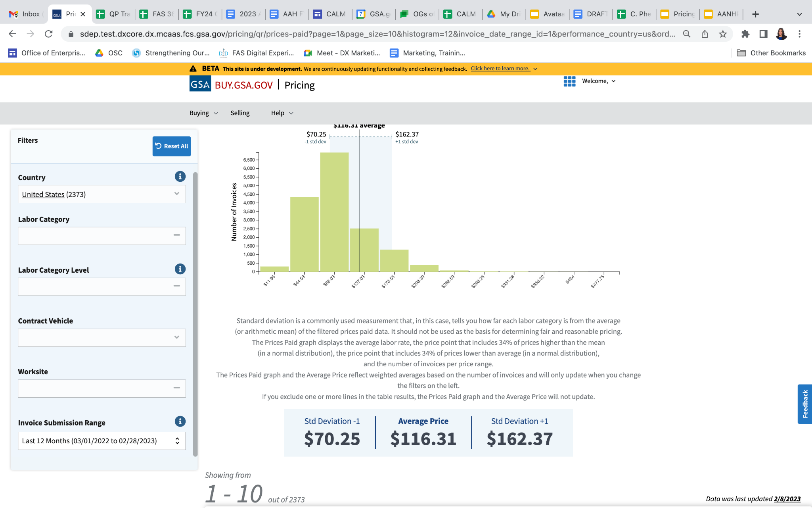 Inbox
Pri
QP Tra
FAS 3
FY24
2023
AAH F
CALM
GSA.g
OGs
CALM
My Dr
Avata
DRAFT
C. Phe
Pricin
AANHI
sdep.test.dxcore.dx.mcaas.fcs.gsa.gov/pricing/qr/prices-paid?page=1&page_size=10&histogram=12&invoice_date_range_id=1&performance_country=us&ord...
Office of Enterpris...
OSC
Strengthening Our...
FAS Digital Experi...
Meet - DX Marketi...
Marketing, Trainin...
Other Bookmarks
BETA This site is under development. We are continuously updating functionality and collecting feedback. Click here to learn more.
GSA BUY.GSA.GOV | Pricing
Welcome,
Buying Selling Help
Filters
Reset All
Country
United States (2373)
Labor Category
Labor Category Level
Contract Vehicle
Worksite
Invoice Submission Range
Last 12 Months (03/01/2022 to 02/28/2023)
$116.31 average
$70.25
-1 std dev
$162.37
+1 std dev
Number of Invoices
6,500
6,000
5,500
5,000
4,500
4,000
3,500
3,000
2,500
2,000
1,500
1,000
500
0
Standard deviation is a commonly used measurement that, in this case, tells you how far each labor category is from the average
(or arithmetic mean) of the filtered prices paid data. It should not be used as the basis for determining fair and reasonable pricing.
The Prices Paid graph displays the average labor rate, the price point that includes 34% of prices higher than the mean
(in a normal distribution), the price point that includes 34% of prices lower than average (in a normal distribution),
and the number of invoices per price range.
The Prices Paid graph and the Average Price reflect weighted averages based on the number of invoices and will only update when you change
the filters on the left.
If you exclude one or more lines in the table results, the Prices Paid graph and the Average Price will not update.
Std Deviation -1
$70.25
Average Price
$116.31
Std Deviation +1
$162.37
Showing from
1 - 10 out of 2373
Data was last updated 2/8/2023
Feedback